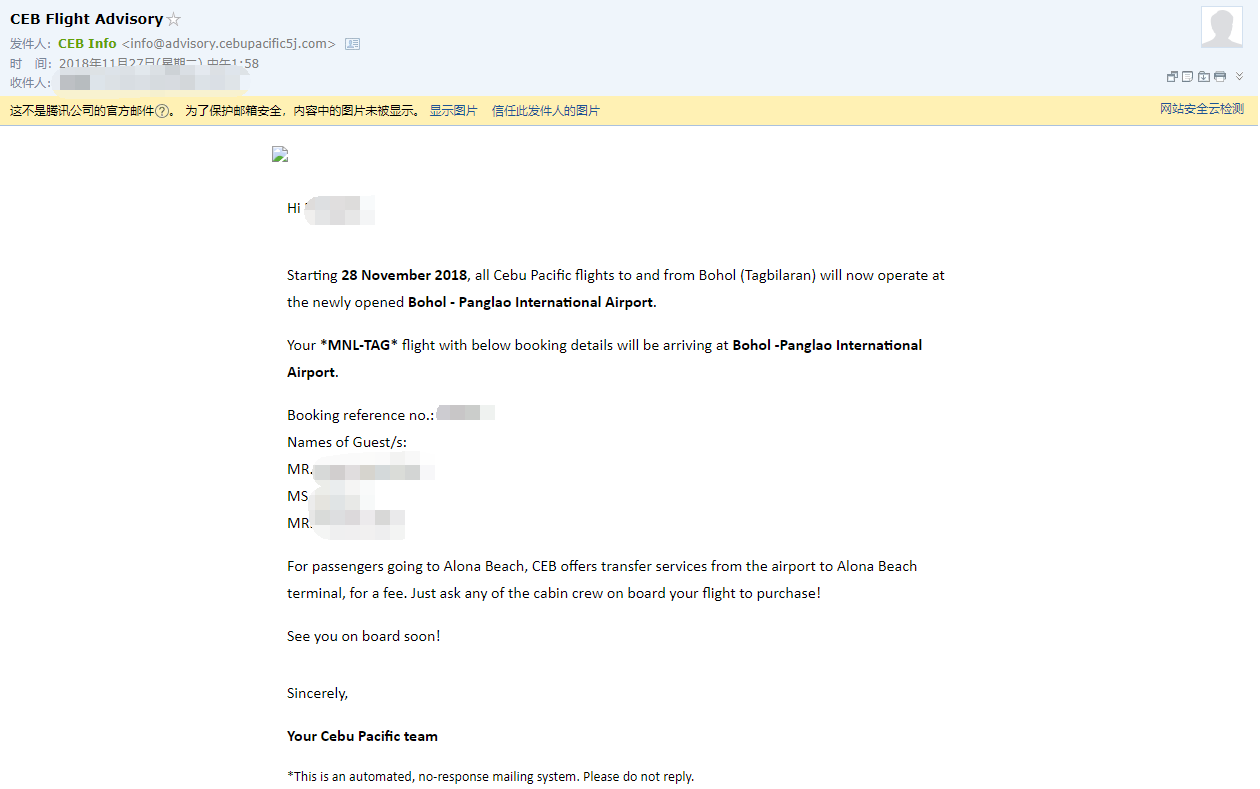 CEB Flight Advisory
发件人： CEB Info <info@advisory.cebupacific5j.com>
时 间： 2018年11月27日(星期二) 中午1:58
收件人：
这不是腾讯公司的官方邮件?。 为了保护邮箱安全，内容中的图片未被显示。 显示图片 信任此发件人的图片 网站安全云检测
Hi
Starting 28 November 2018, all Cebu Pacific flights to and from Bohol (Tagbilaran) will now operate at
the newly opened Bohol - Panglao International Airport.
Your *MNL-TAG* flight with below booking details will be arriving at Bohol -Panglao International
Airport.
Booking reference no.:
Names of Guest/s:
MR.
MS
MR.
For passengers going to Alona Beach, CEB offers transfer services from the airport to Alona Beach
terminal, for a fee. Just ask any of the cabin crew on board your flight to purchase!
See you on board soon!
Sincerely,
Your Cebu Pacific team
*This is an automated, no-response mailing system. Please do not reply.